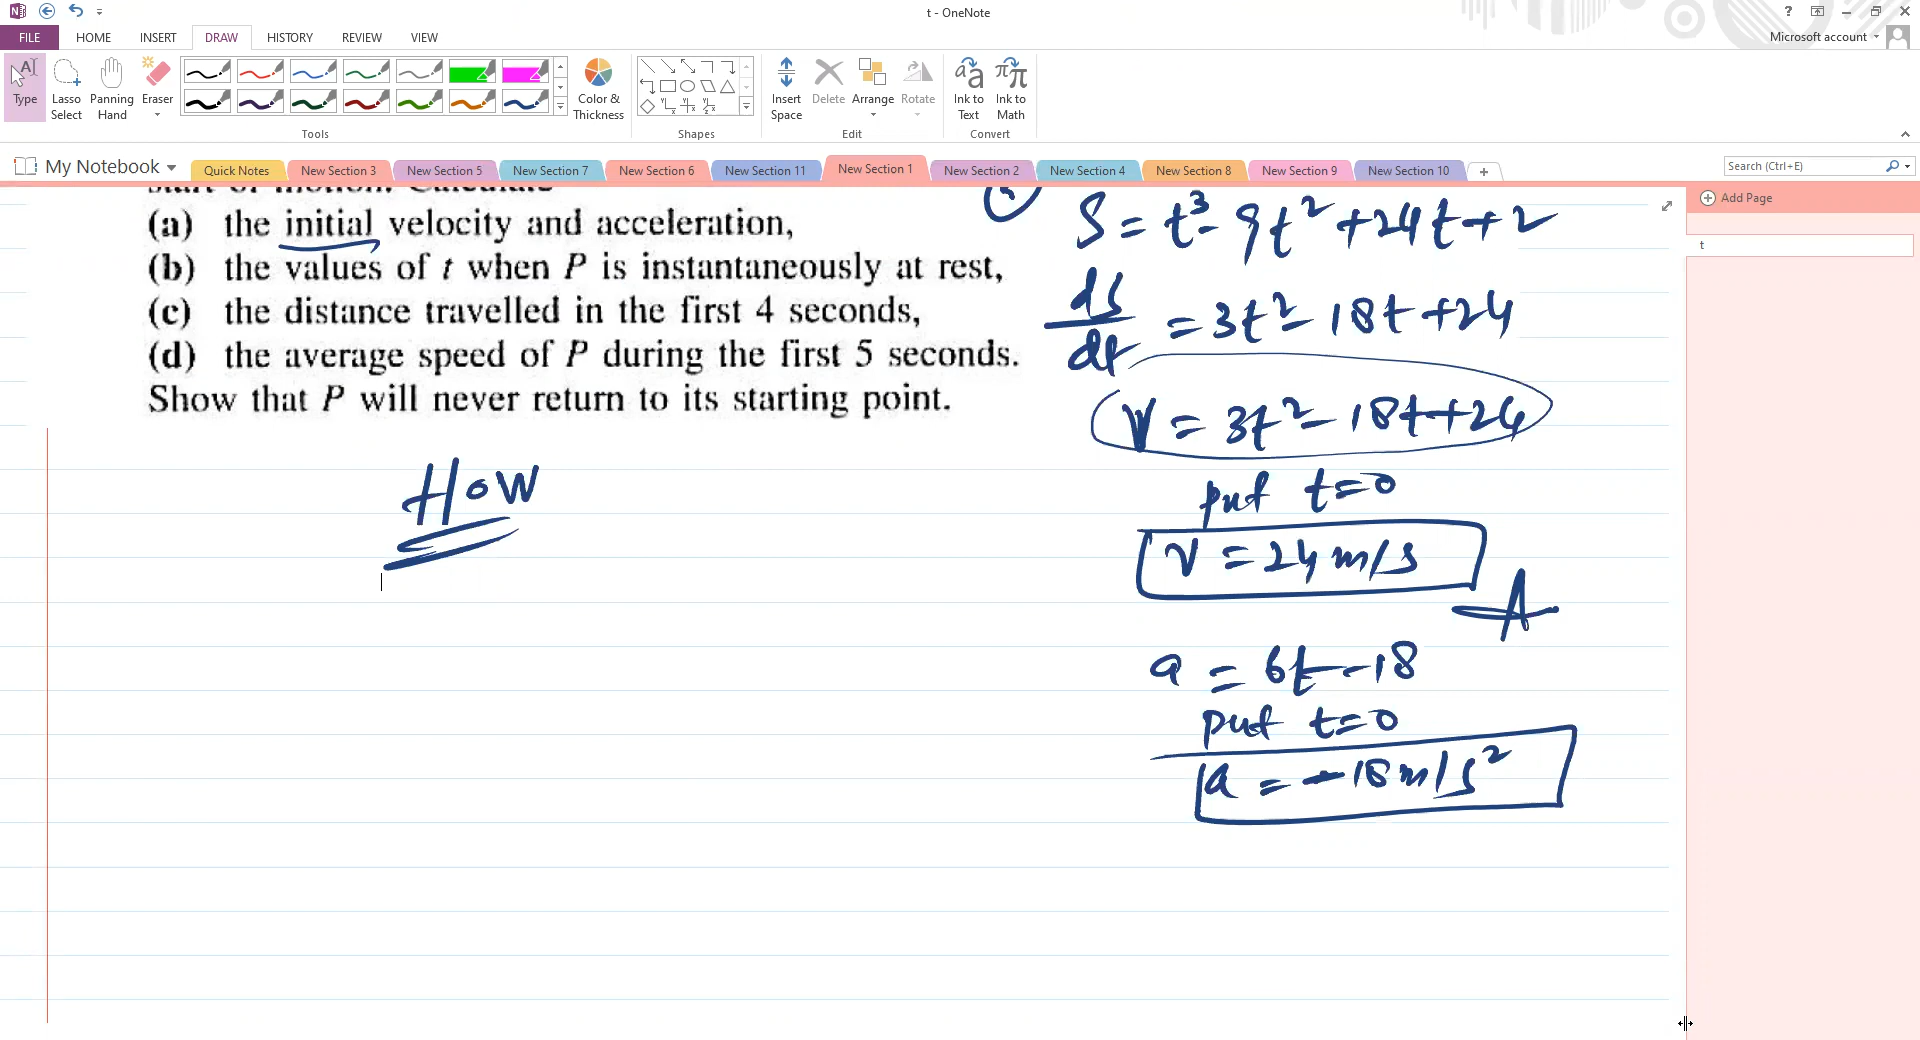 t - OneNote
FILE HOME INSERT DRAW HISTORY REVIEW VIEW
Microsoft account
Type
Lasso Select
Panning Hand
Eraser
Color & Thickness
Insert Space
Delete
Arrange
Rotate
Ink to Text
Ink to Math
Tools Shapes Edit Convert
My Notebook Quick Notes New Section 3 New Section 5 New Section 7 New Section 6 New Section 11 New Section 1 New Section 2 New Section 4 New Section 8 New Section 9 New Section 10
Search (Ctrl+E)
Add Page
t
start of motion. Calculate
(a) the initial velocity and acceleration,
(b) the values of t when P is instantaneously at rest,
(c) the distance travelled in the first 4 seconds,
(d) the average speed of P during the first 5 seconds.
Show that P will never return to its starting point.
HOW
S = t³ - 9t² + 24t + 2
ds/dt = 3t² - 18t + 24
V = 3t² - 18t + 24
put t=0
v = 24 m/s
A
a = 6t - 18
put t=0
a = -18 m/s²